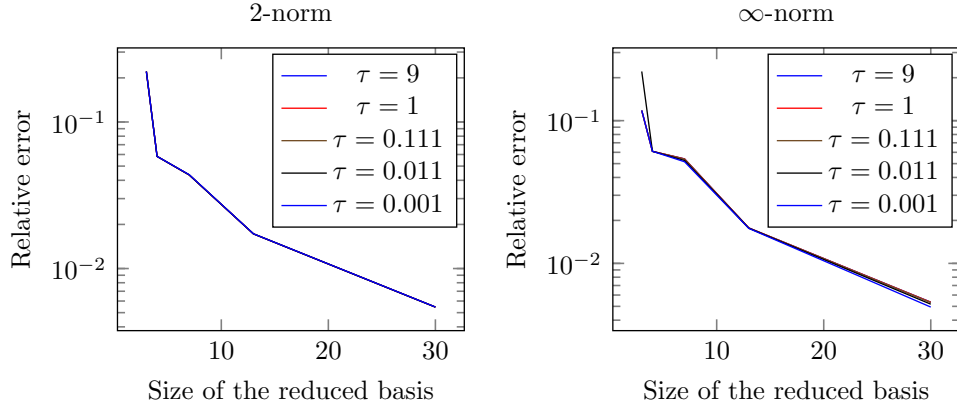 2-norm
10^{-1}
10^{-2}
10
20
30
Relative error
Size of the reduced basis
τ = 9
τ = 1
τ = 0.111
τ = 0.011
τ = 0.001
∞-norm
10^{-1}
10^{-2}
10
20
30
Relative error
Size of the reduced basis
τ = 9
τ = 1
τ = 0.111
τ = 0.011
τ = 0.001